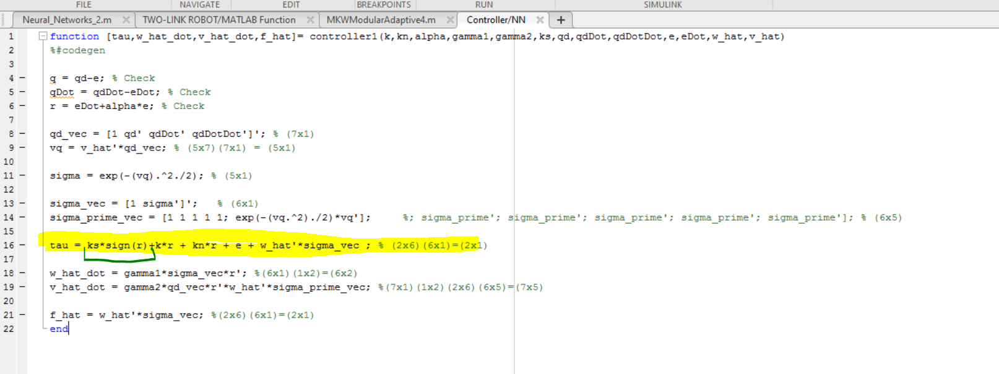 FILE NAVIGATE EDIT BREAKPOINTS RUN SIMULINK
Neural_Networks_2.m × TWO-LINK ROBOT/MATLAB Function × MKWModularAdaptive4.m × Controller/NN × +
1 function [tau,w_hat_dot,v_hat_dot,f_hat]= controller1(k,kn,alpha,gamma1,gamma2,ks,qd,qdDot,qdDotDot,e,eDot,w_hat,v_hat)
2 %#codegen
3
4 – q = qd-e; % Check
5 – qDot = qdDot-eDot; % Check
6 – r = eDot+alpha*e; % Check
7
8 – qd_vec = [1 qd' qdDot' qdDotDot']'; % (7x1)
9 – vq = v_hat'*qd_vec; % (5x7)(7x1) = (5x1)
10
11 – sigma = exp(-(vq).^2./2); % (5x1)
12
13 – sigma_vec = [1 sigma']'; % (6x1)
14 – sigma_prime_vec = [1 1 1 1 1; exp(-(vq.^2)./2)*vq']; %; sigma_prime'; sigma_prime'; sigma_prime'; sigma_prime'; sigma_prime']; % (6x5)
15
16 – tau = ks*sign(r)+k*r + kn*r + e + w_hat'*sigma_vec ; % (2x6)(6x1)=(2x1)
17
18 – w_hat_dot = gamma1*sigma_vec*r'; %(6x1)(1x2)=(6x2)
19 – v_hat_dot = gamma2*qd_vec*r'*w_hat'*sigma_prime_vec; %(7x1)(1x2)(2x6)(6x5)=(7x5)
20
21 – f_hat = w_hat'*sigma_vec; %(2x6)(6x1)=(2x1)
22 end